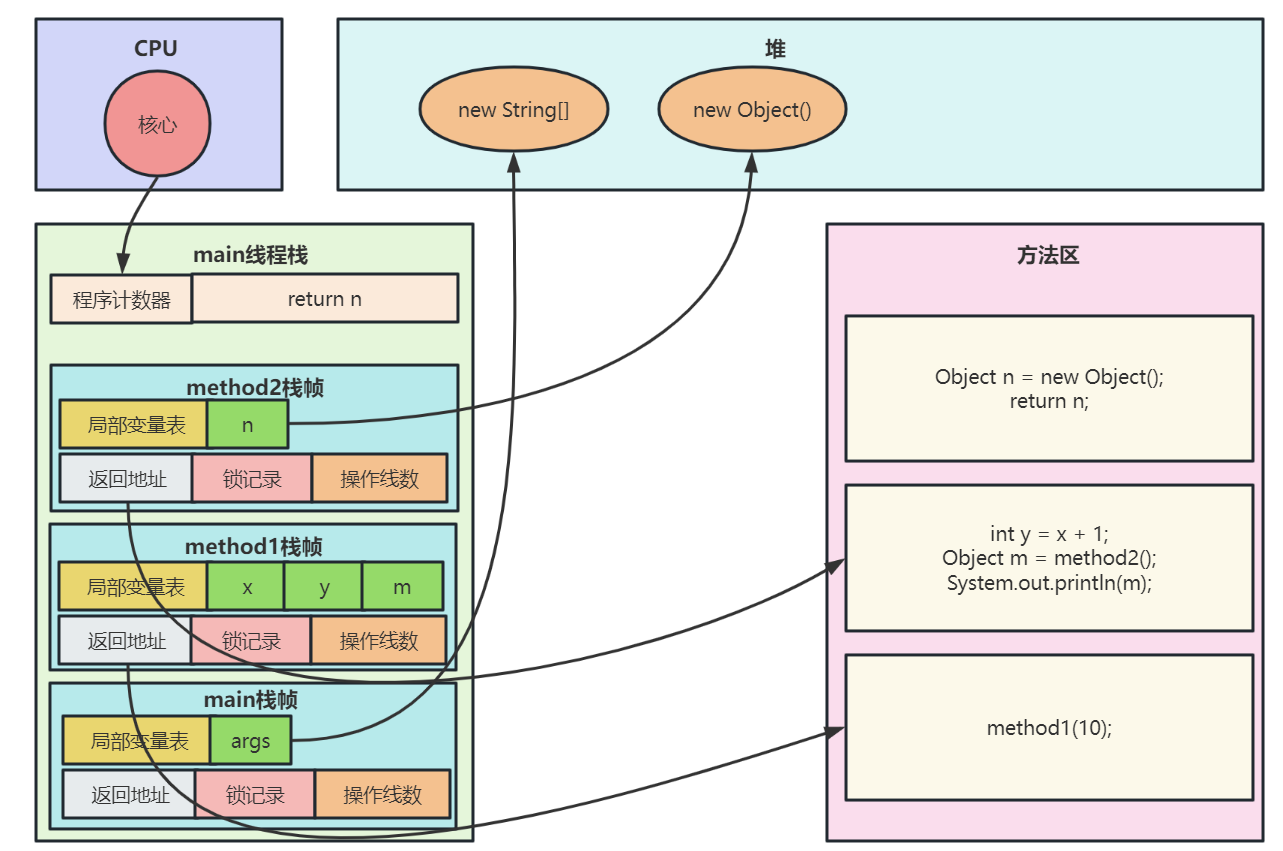 CPU
核心
堆
new String[]
new Object()
main线程栈
程序计数器
return n
method2栈帧
局部变量表
n
返回地址
锁记录
操作线数
method1栈帧
局部变量表
x
y
m
返回地址
锁记录
操作线数
main栈帧
局部变量表
args
返回地址
锁记录
操作线数
方法区
Object n = new Object();
return n;
int y = x + 1;
Object m = method2();
System.out.println(m);
method1(10);